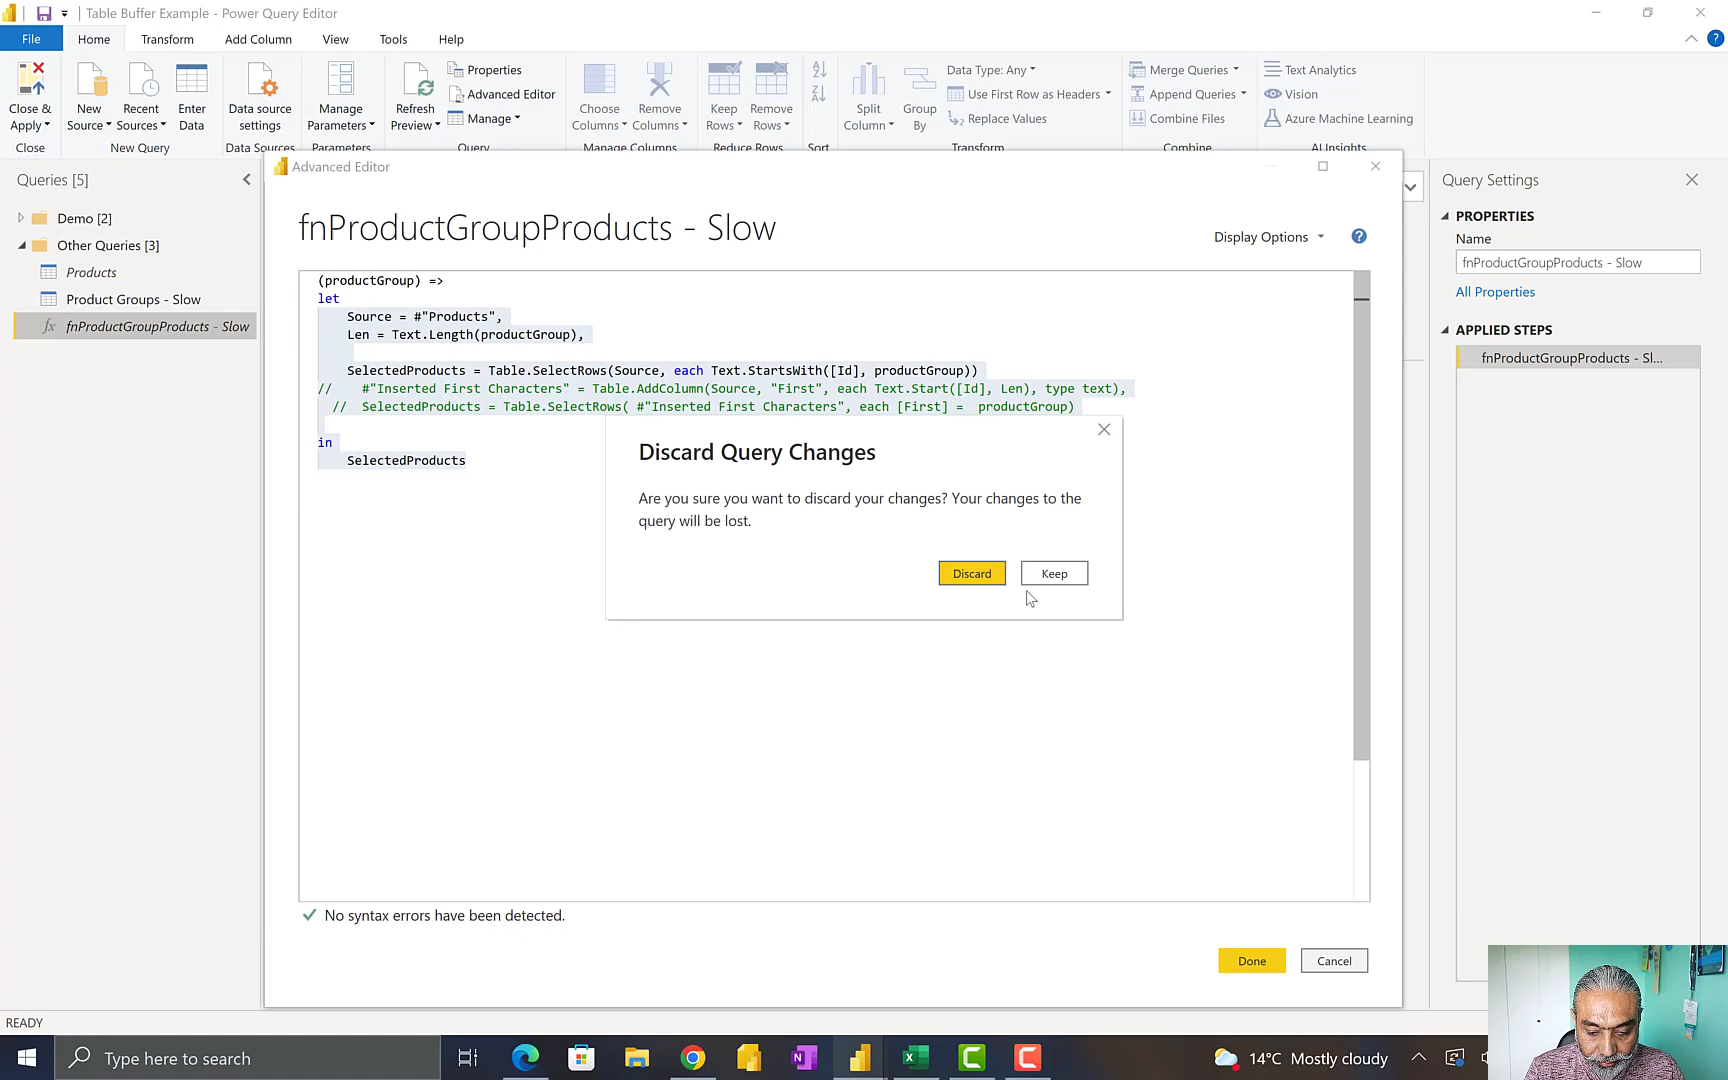 Table Buffer Example - Power Query Editor
File Home Transform Add Column View Tools Help
Close & Apply
New Source
Recent Sources
Enter Data
Data source settings
Manage Parameters
Refresh Preview
Properties
Advanced Editor
Manage
Choose Columns
Remove Columns
Keep Rows
Remove Rows
Split Column
Group By
Data Type: Any
Use First Row as Headers
Replace Values
Merge Queries
Append Queries
Combine Files
Text Analytics
Vision
Azure Machine Learning
Close New Query Data Sources Parameters Query Manage Columns Reduce Rows Sort Transform Combine AI Insights
Queries [5]
Demo [2]
Other Queries [3]
Products
Product Groups - Slow
fx fnProductGroupProducts - Slow
Advanced Editor
fnProductGroupProducts - Slow
Display Options
?
(productGroup) =>
let
Source = #"Products",
Len = Text.Length(productGroup),
SelectedProducts = Table.SelectRows(Source, each Text.StartsWith([Id], productGroup))
// #"Inserted First Characters" = Table.AddColumn(Source, "First", each Text.Start([Id], Len), type text),
// SelectedProducts = Table.SelectRows( #"Inserted First Characters", each [First] = productGroup)
in
SelectedProducts
Discard Query Changes
Are you sure you want to discard your changes? Your changes to the
query will be lost.
Discard Keep
No syntax errors have been detected.
Done Cancel
Query Settings
PROPERTIES
Name
fnProductGroupProducts - Slow
All Properties
APPLIED STEPS
fnProductGroupProducts - Sl...
READY
Type here to search
14°C Mostly cloudy